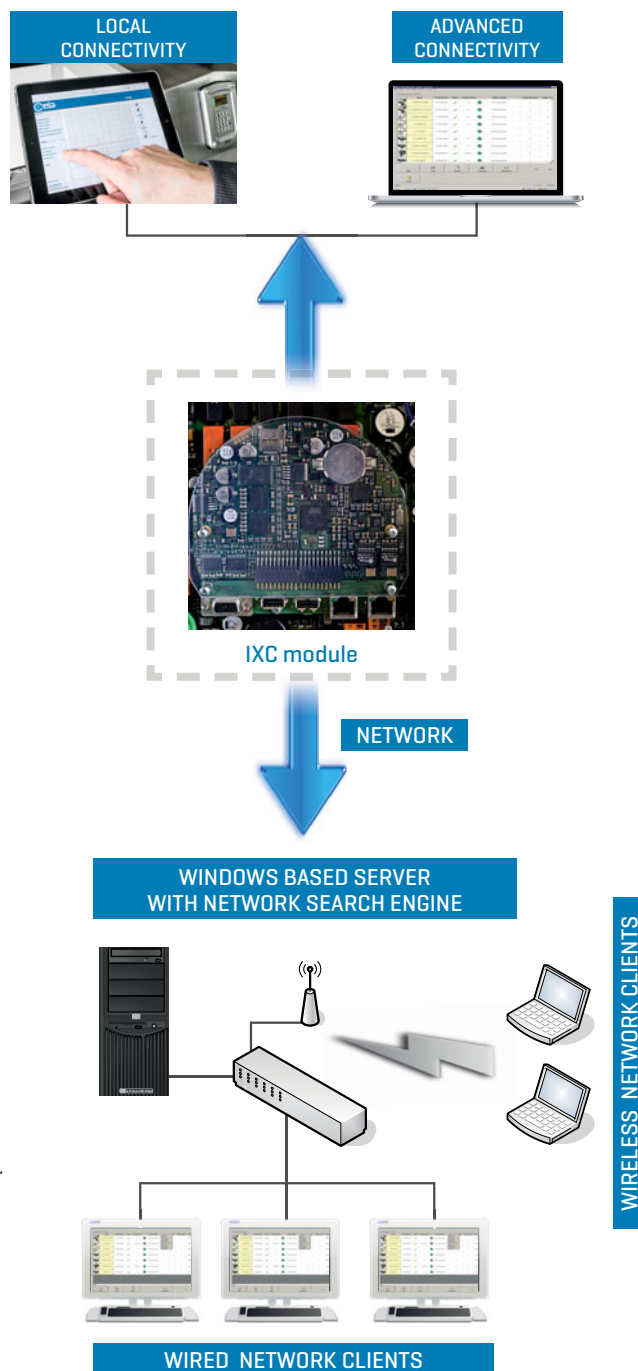 LOCAL
CONNECTIVITY
ADVANCED
CONNECTIVITY
IXC module
NETWORK
WINDOWS BASED SERVER
WITH NETWORK SEARCH ENGINE
WIRELESS NETWORK CLIENTS
WIRED NETWORK CLIENTS